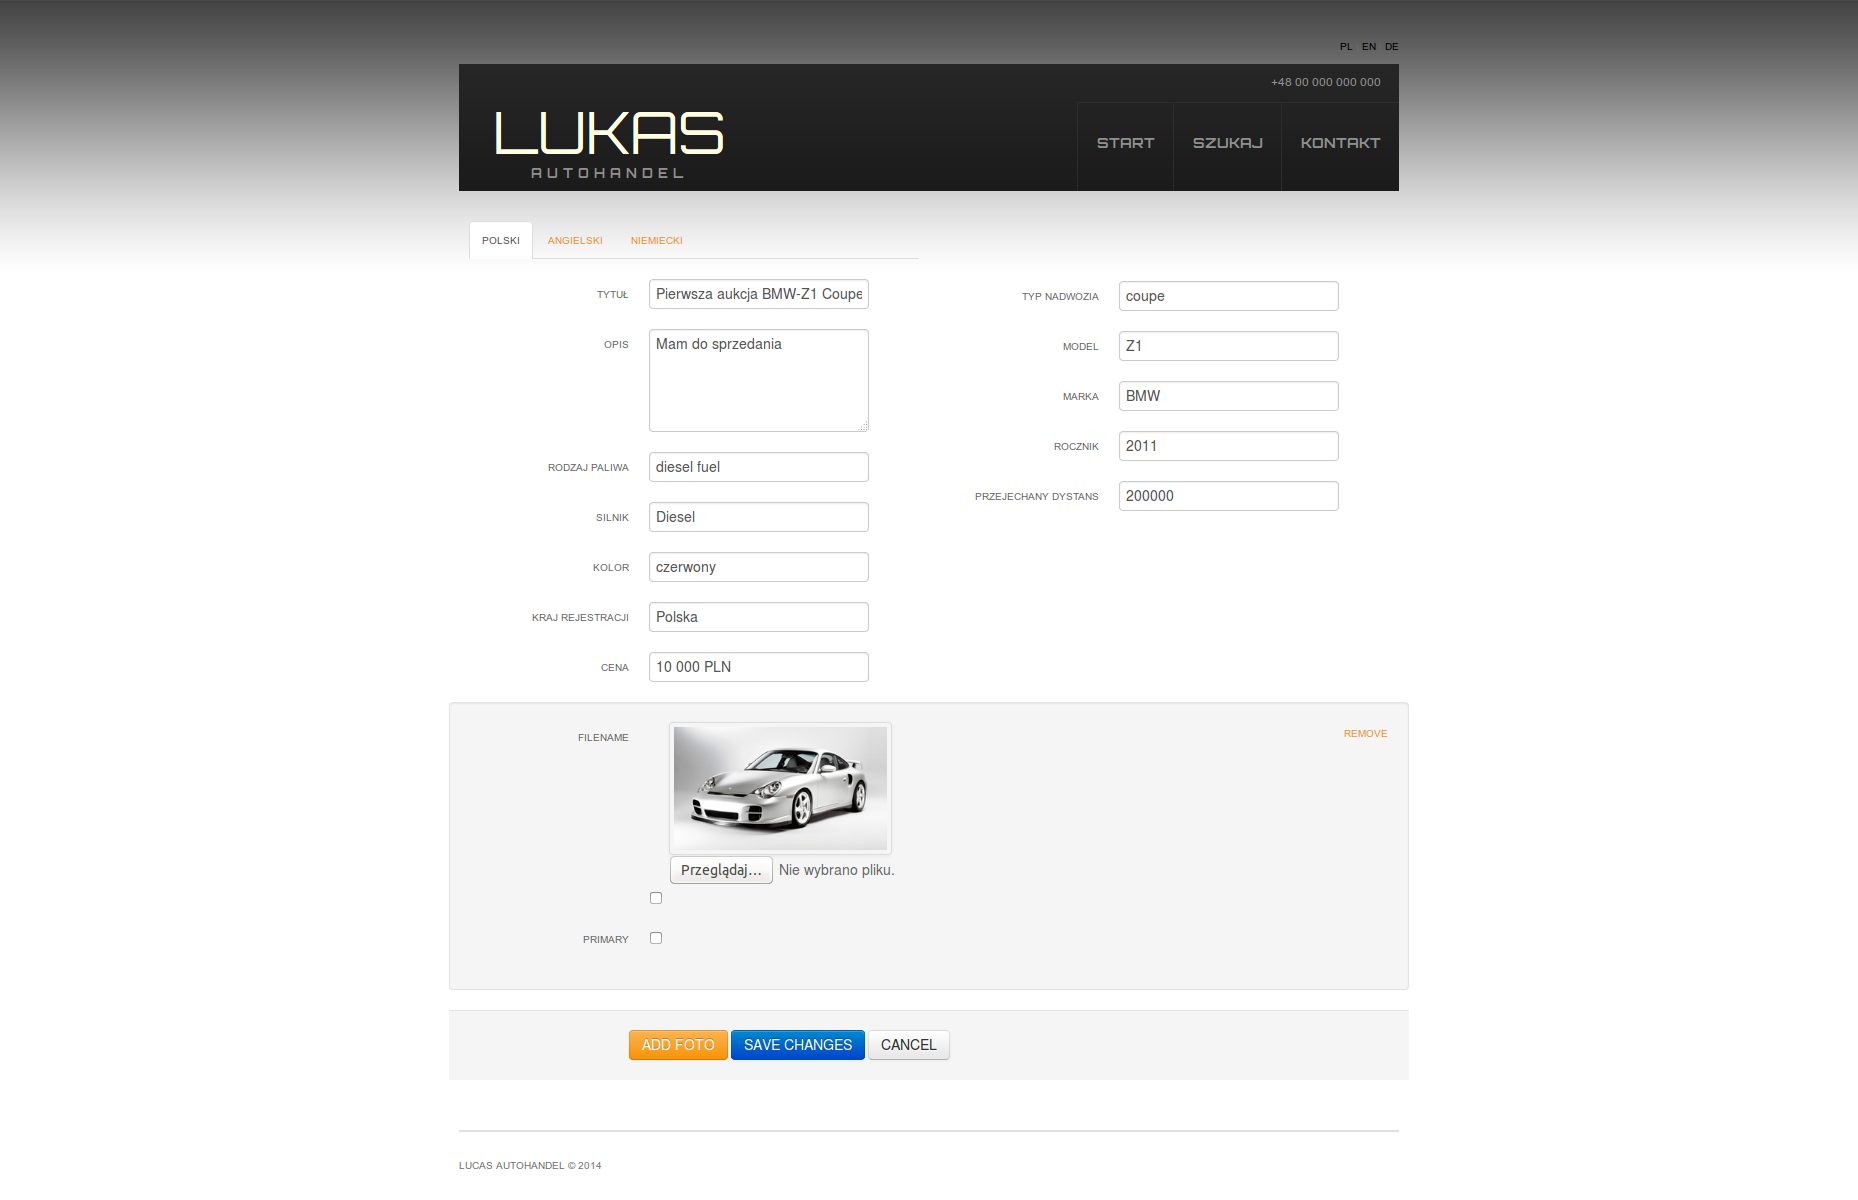 PL EN DE
+48 00 000 000 000
LUKAS
AUTOHANDEL
START SZUKAJ KONTAKT
POLSKI ANGIELSKI NIEMIECKI
TYTUŁ Pierwsza aukcja BMW-Z1 Coupe
OPIS Mam do sprzedania
RODZAJ PALIWA diesel fuel
SILNIK Diesel
KOLOR czerwony
KRAJ REJESTRACJI Polska
CENA 10 000 PLN
TYP NADWOZIA coupe
MODEL Z1
MARKA BMW
ROCZNIK 2011
PRZEJECHANY DYSTANS 200000
FILENAME
REMOVE
Przeglądaj... Nie wybrano pliku.
PRIMARY
ADD FOTO SAVE CHANGES CANCEL
LUCAS AUTOHANDEL © 2014